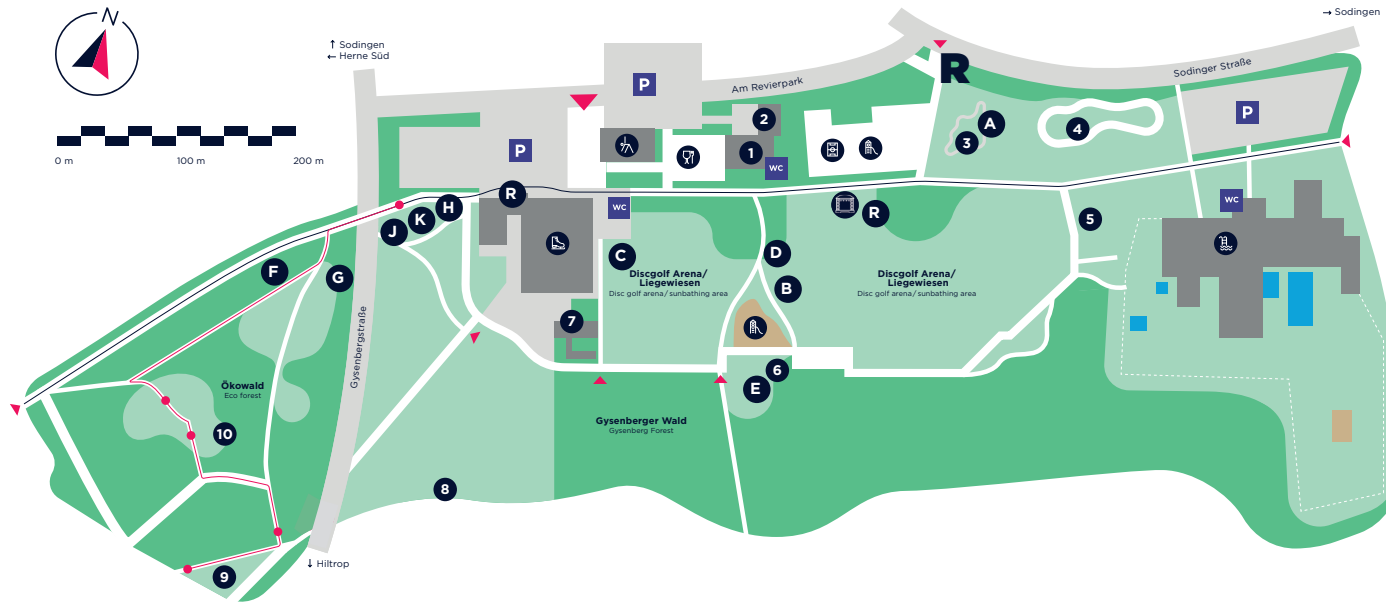 N
→ Sodingen
↑ Sodingen
← Herne Süd
0 m 100 m 200 m
Sodinger Straße
Am Revierpark
R
P
P
P
2
1
WC
3
A
4
R
WC
WC
H
K
J
F
G
C
D
B
R
5
Discgolf Arena/
Liegewiesen
Disc golf arena/sunbathing area
Discgolf Arena/
Liegewiesen
Disc golf arena/sunbathing area
7
Gysenbergstraße
6
E
Ökowald
Eco forest
10
Gysenberger Wald
Gysenberg Forest
8
9
↓ Hiltrop